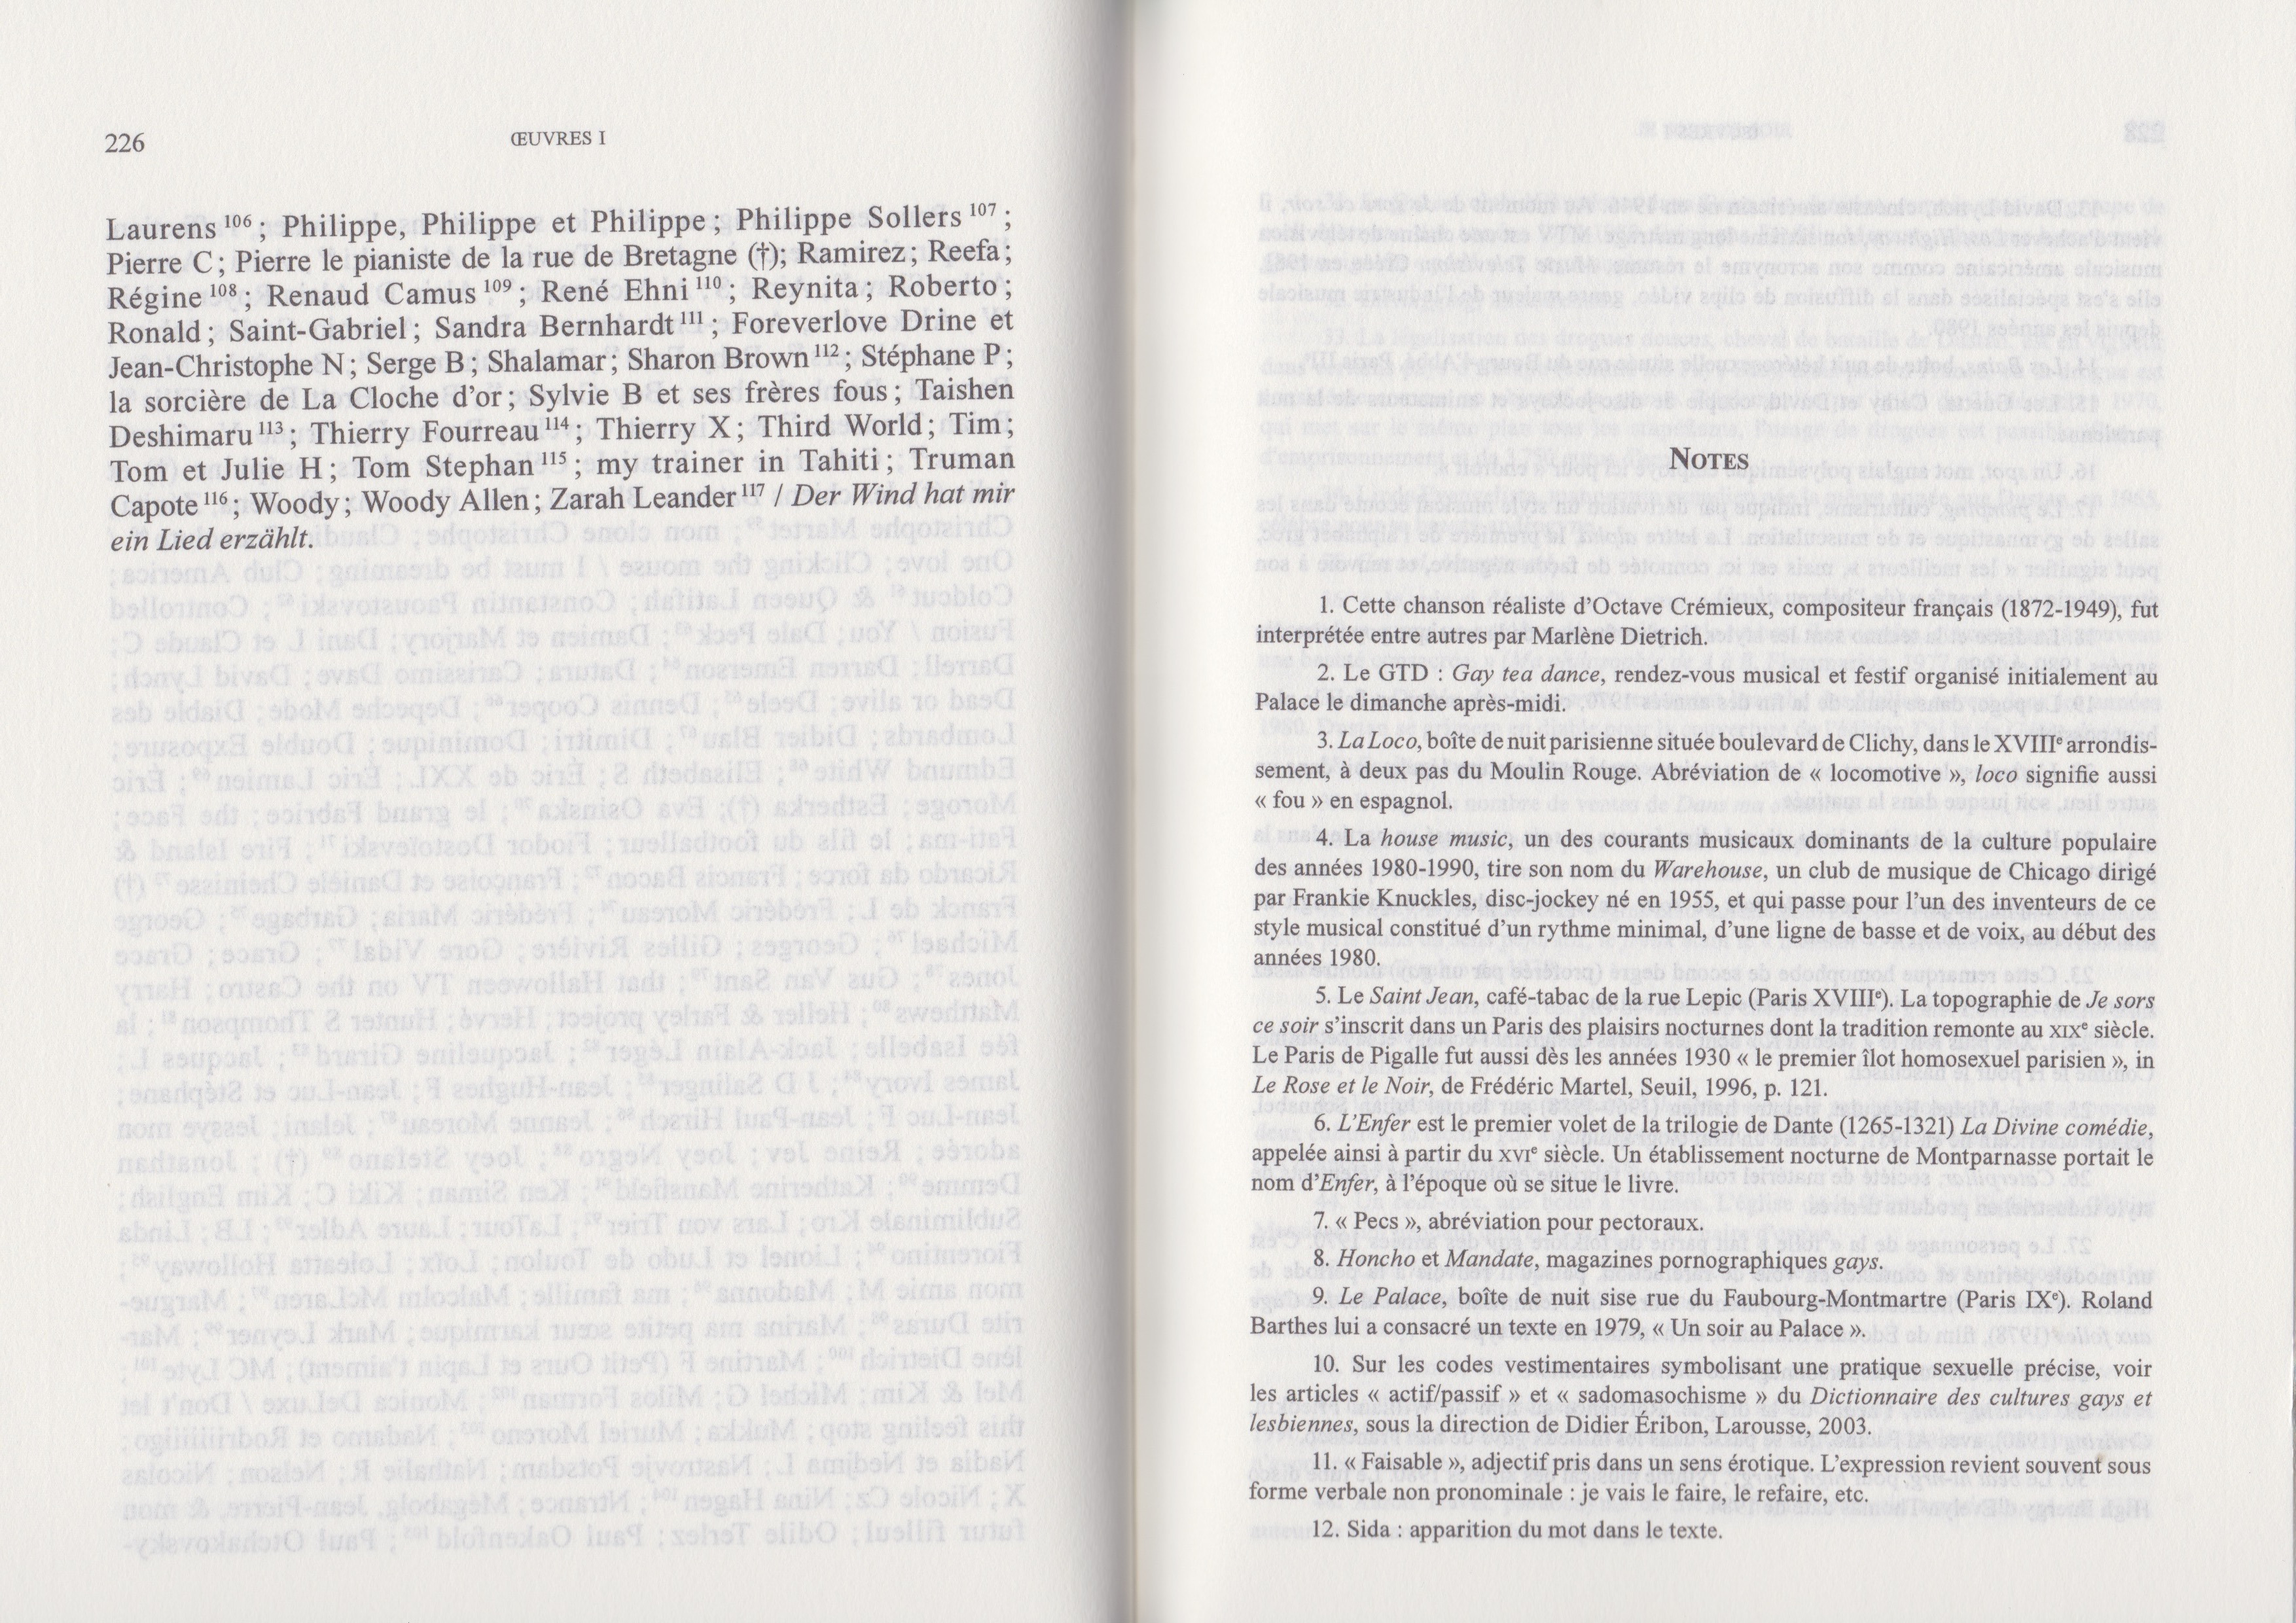 226
ŒUVRES I
Laurens 106 ; Philippe, Philippe et Philippe ; Philippe Sollers 107 ;
Pierre C ; Pierre le pianiste de la rue de Bretagne (†); Ramirez ; Reefa ;
Régine 108 ; Renaud Camus 109 ; René Ehni 110 ; Reynita ; Roberto ;
Ronald ; Saint-Gabriel ; Sandra Bernhardt 111 ; Foreverlove Drine et
Jean-Christophe N ; Serge B ; Shalamar ; Sharon Brown 112 ; Stéphane P ;
la sorcière de La Cloche d'or ; Sylvie B et ses frères fous ; Taishen
Deshimaru 113 ; Thierry Fourreau 114 ; Thierry X ; Third World ; Tim ;
Tom et Julie H ; Tom Stephan 115 ; my trainer in Tahiti ; Truman
Capote 116 ; Woody ; Woody Allen ; Zarah Leander 117 / Der Wind hat mir
ein Lied erzählt.
NOTES
1. Cette chanson réaliste d'Octave Crémieux, compositeur français (1872-1949), fut
interprétée entre autres par Marlène Dietrich.
2. Le GTD : Gay tea dance, rendez-vous musical et festif organisé initialement au
Palace le dimanche après-midi.
3. La Loco, boîte de nuit parisienne située boulevard de Clichy, dans le XVIIIe arrondis-
sement, à deux pas du Moulin Rouge. Abréviation de « locomotive », loco signifie aussi
« fou » en espagnol.
4. La house music, un des courants musicaux dominants de la culture populaire
des années 1980-1990, tire son nom du Warehouse, un club de musique de Chicago dirigé
par Frankie Knuckles, disc-jockey né en 1955, et qui passe pour l'un des inventeurs de ce
style musical constitué d'un rythme minimal, d'une ligne de basse et de voix, au début des
années 1980.
5. Le Saint Jean, café-tabac de la rue Lepic (Paris XVIIIe). La topographie de Je sors
ce soir s'inscrit dans un Paris des plaisirs nocturnes dont la tradition remonte au XIXe siècle.
Le Paris de Pigalle fut aussi dès les années 1930 « le premier îlot homosexuel parisien », in
Le Rose et le Noir, de Frédéric Martel, Seuil, 1996, p. 121.
6. L'Enfer est le premier volet de la trilogie de Dante (1265-1321) La Divine comédie,
appelée ainsi à partir du XVIe siècle. Un établissement nocturne de Montparnasse portait le
nom d'Enfer, à l'époque où se situe le livre.
7. « Pecs », abréviation pour pectoraux.
8. Honcho et Mandate, magazines pornographiques gays.
9. Le Palace, boîte de nuit sise rue du Faubourg-Montmartre (Paris IXe). Roland
Barthes lui a consacré un texte en 1979, « Un soir au Palace ».
10. Sur les codes vestimentaires symbolisant une pratique sexuelle précise, voir
les articles « actif/passif » et « sadomasochisme » du Dictionnaire des cultures gays et
lesbiennes, sous la direction de Didier Éribon, Larousse, 2003.
11. « Faisable », adjectif pris dans un sens érotique. L'expression revient souvent sous
forme verbale non pronominale : je vais le faire, le refaire, etc.
12. Sida : apparition du mot dans le texte.